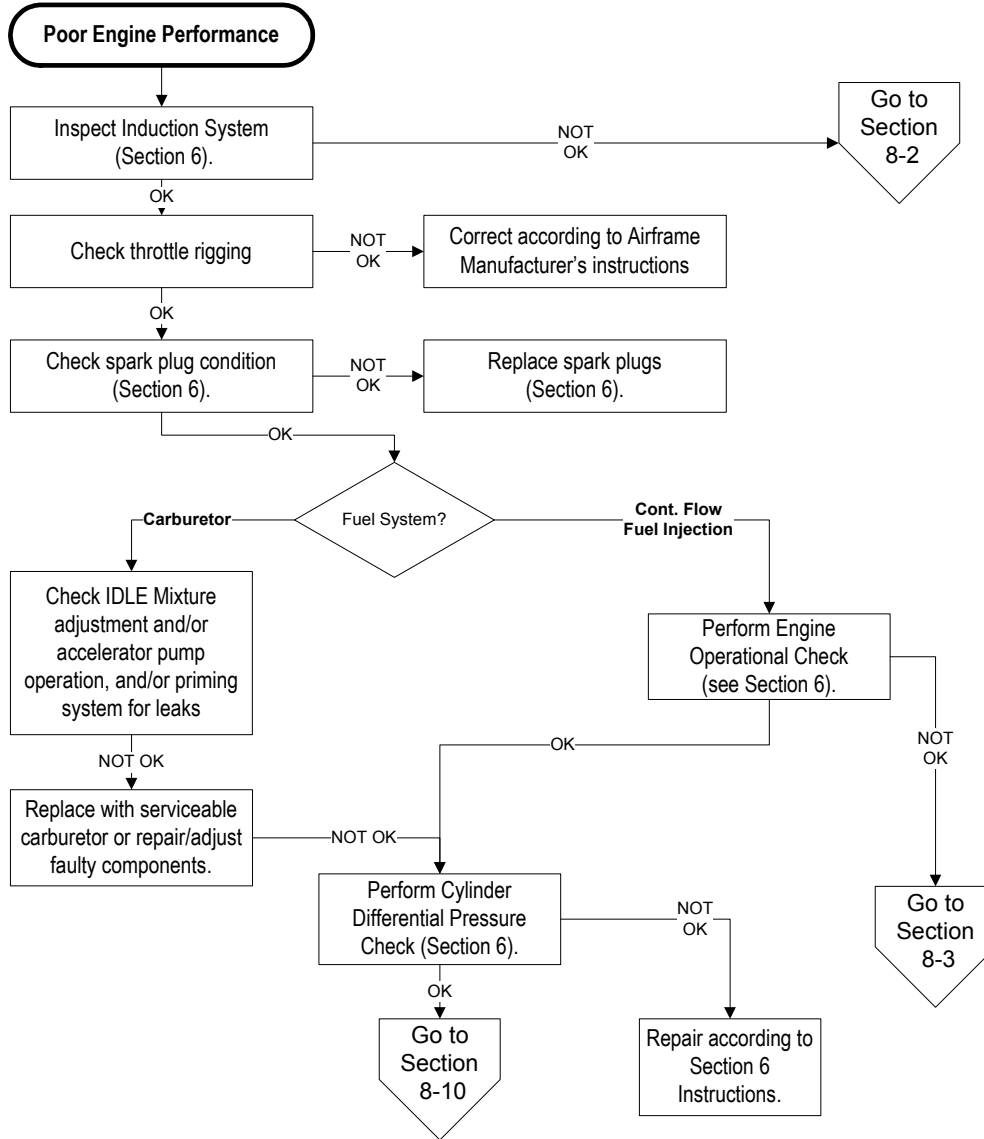 Poor Engine Performance
Inspect Induction System
(Section 6).
NOT
OK
Go to
Section
8-2
OK
Check throttle rigging
NOT
OK
Correct according to Airframe
Manufacturer's instructions
OK
Check spark plug condition
(Section 6).
NOT
OK
Replace spark plugs
(Section 6).
OK
Fuel System?
Carburetor
Cont. Flow
Fuel Injection
Check IDLE Mixture
adjustment and/or
accelerator pump
operation, and/or priming
system for leaks
Perform Engine
Operational Check
(see Section 6).
NOT OK
OK
NOT
OK
Replace with serviceable
carburetor or repair/adjust
faulty components.
NOT OK
Perform Cylinder
Differential Pressure
Check (Section 6).
NOT
OK
Go to
Section
8-3
OK
Go to
Section
8-10
Repair according to
Section 6
Instructions.